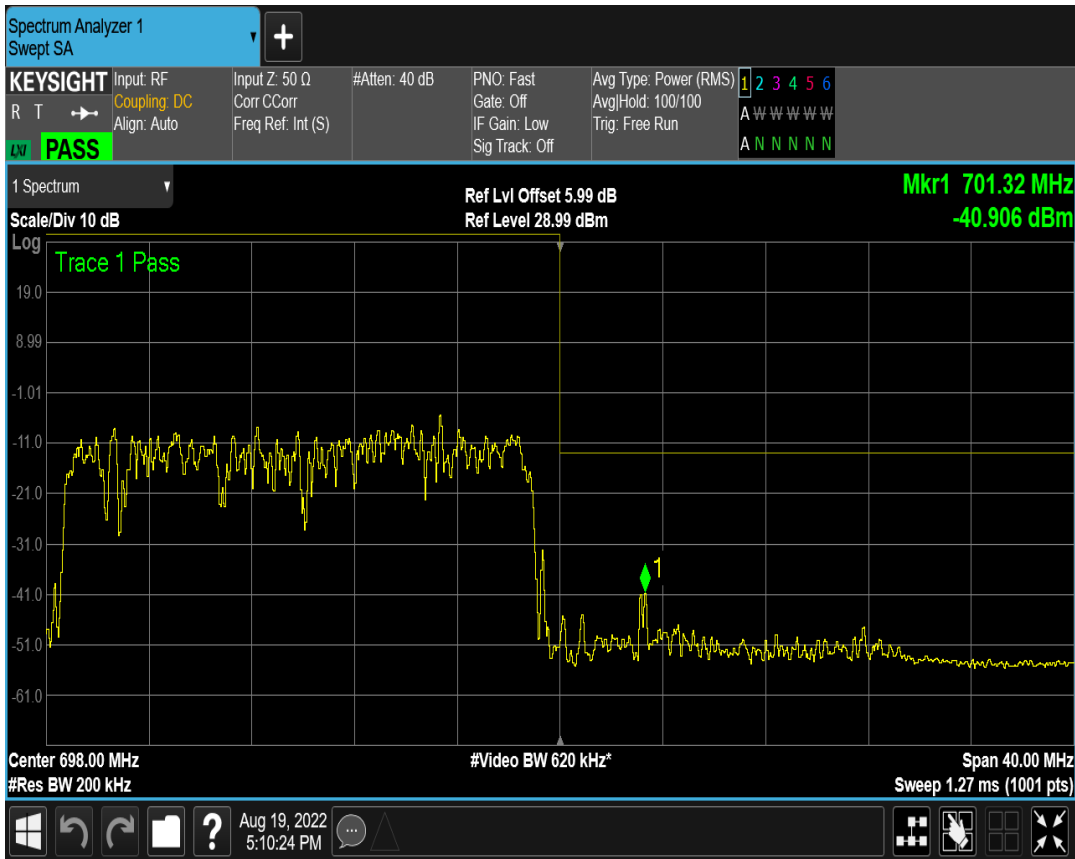 Spectrum Analyzer 1
Swept SA
+
KEYSIGHT
R T
LXI PASS
Input: RF
Coupling: DC
Align: Auto
Input Z: 50 Ω
Corr CCorr
Freq Ref: Int (S)
#Atten: 40 dB
PNO: Fast
Gate: Off
IF Gain: Low
Sig Track: Off
Avg Type: Power (RMS)
Avg|Hold: 100/100
Trig: Free Run
1 2 3 4 5 6
A W W W W W
A N N N N N
1 Spectrum
Scale/Div 10 dB
Ref Lvl Offset 5.99 dB
Ref Level 28.99 dBm
Mkr1 701.32 MHz
-40.906 dBm
Log
Trace 1 Pass
19.0
8.99
-1.01
-11.0
-21.0
-31.0
1
-41.0
-51.0
-61.0
Center 698.00 MHz
#Res BW 200 kHz
#Video BW 620 kHz*
Span 40.00 MHz
Sweep 1.27 ms (1001 pts)
?
Aug 19, 2022
5:10:24 PM